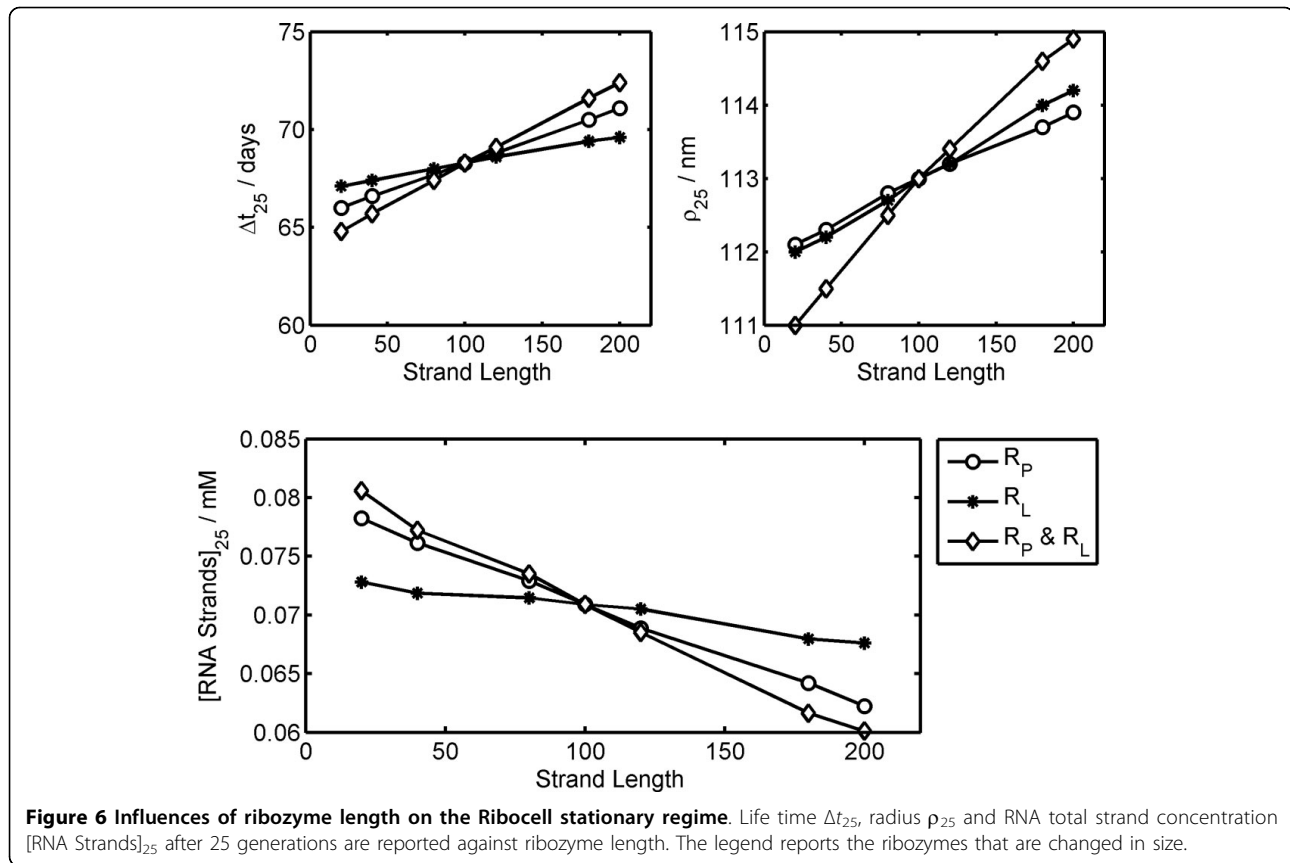 75
70
65
60
Δt25 / days
0
50
100
150
200
Strand Length
115
114
113
112
111
ρ25 / nm
0
50
100
150
200
Strand Length
0.085
0.08
0.075
0.07
0.065
0.06
[RNA Strands]25 / mM
0
50
100
150
200
Strand Length
R_P
R_L
R_P & R_L
Figure 6 Influences of ribozyme length on the Ribocell stationary regime. Life time Δt25, radius ρ25 and RNA total strand concentration
[RNA Strands]25 after 25 generations are reported against ribozyme length. The legend reports the ribozymes that are changed in size.